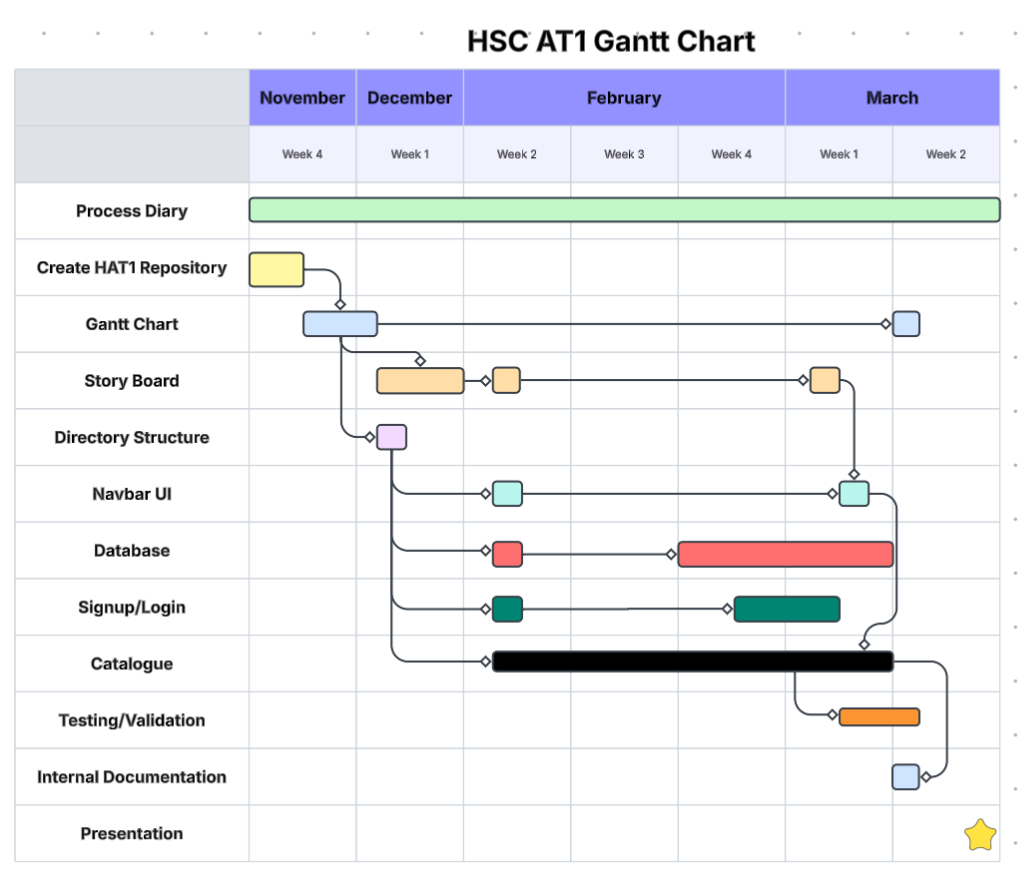 HSC AT1 Gantt Chart
November December February March
Week 4 Week 1 Week 2 Week 3 Week 4 Week 1 Week 2
Process Diary
Create HAT1 Repository
Gantt Chart
Story Board
Directory Structure
Navbar UI
Database
Signup/Login
Catalogue
Testing/Validation
Internal Documentation
Presentation